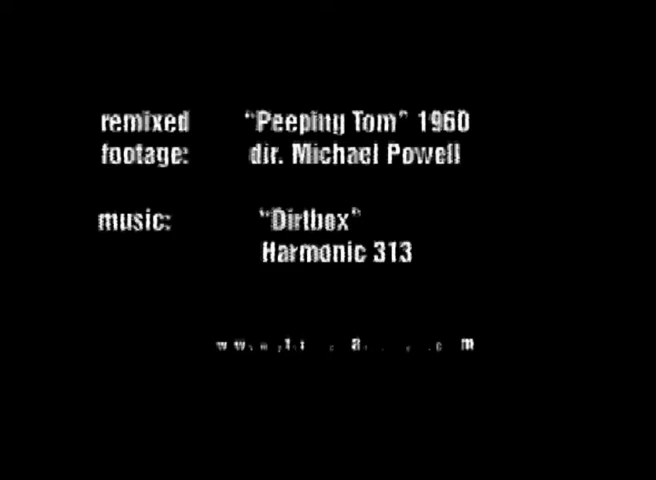 remixed "Peeping Tom" 1960
footage: dir. Michael Powell
music: "Dirtbox"
Harmonic 313